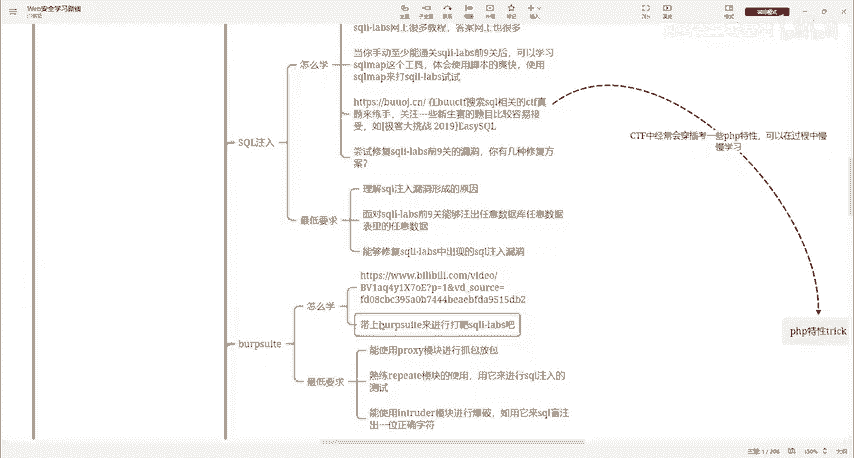 Web安全学习路线
主题
子主题
联系
概要
外框
笔记
插入
格式
sqli-labs网上很多教程，答案网上也很多
当你手动至少能通关sqli-labs前9关后，可以学习
sqlmap这个工具，体会使用脚本的爽快，使用
sqlmap来打sqli-labs试试
怎么学
https://buuoj.cn/ 在buuctf搜索sql相关的ctf真
题来练手，关注一些新生赛的题目比较容易接
受，如[极客大挑战 2019]EasySQL
CTF中经常会穿插考一些php特性，可以在过程中慢
慢学习
SQL注入
尝试修复sqli-labs前9关的漏洞，你有几种修复方
案？
理解sql注入漏洞形成的原因
最低要求
面对sqli-labs前9关能够注出任意数据库任意数据
表里的任意数据
能够修复sqli-labs中出现的sql注入漏洞
https://www.bilibili.com/video/
BV1aq4y1X7oE?p=1&vd_source=
fd08cbc395a0b7444beaebfda9515db2
怎么学
带上burpsuite来进行打靶sqli-labs吧
php特性trick
burpsuite
能使用proxy模块进行抓包放包
最低要求
熟练repeate模块的使用，用它来进行sql注入的
测试
能使用intruder模块进行爆破，如用它来sql盲注
出一位正确字符
主题: 1 / 206
150%
大纲